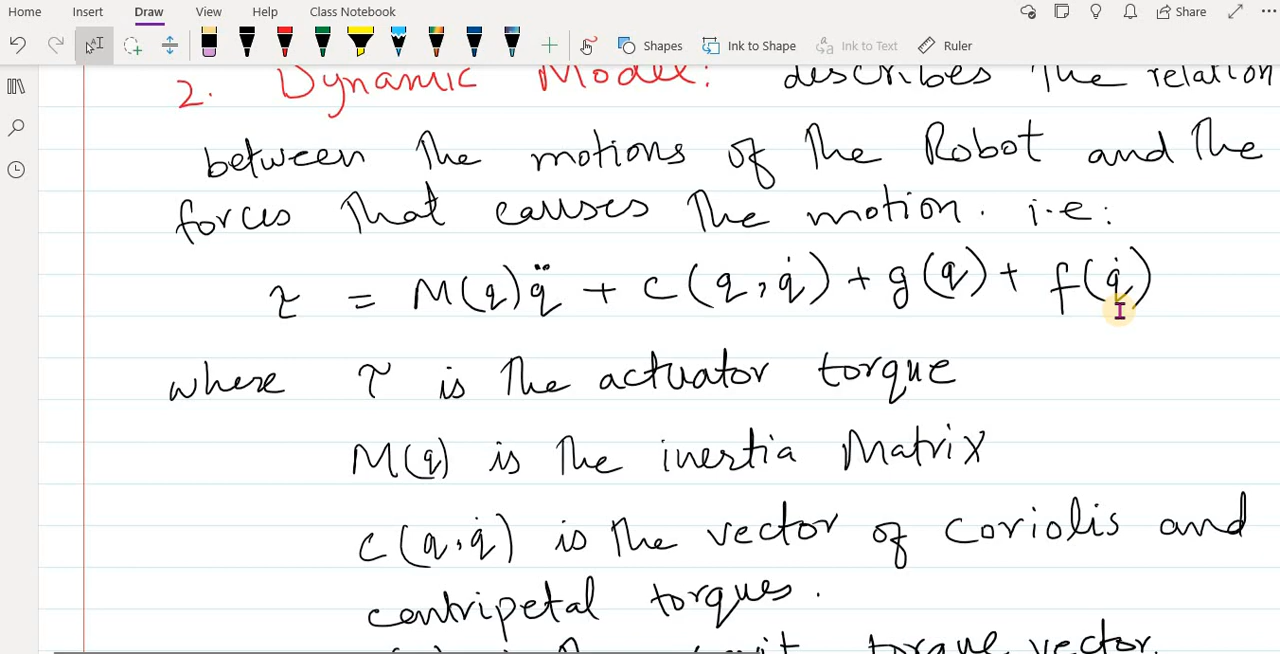 Home Insert Draw View Help Class Notebook Share
Shapes Ink to Shape Ink to Text Ruler
2. Dynamic Model: describes the relation
between the motions of the Robot and the
forces that causes the motion. i.e:
τ = M(q)q̈ + c(q,q̇) + g(q) + f(q̇)
where τ is the actuator torque
M(q) is the inertia Matrix
c(q,q̇) is the vector of coriolis and
centripetal torques.
torque vector.